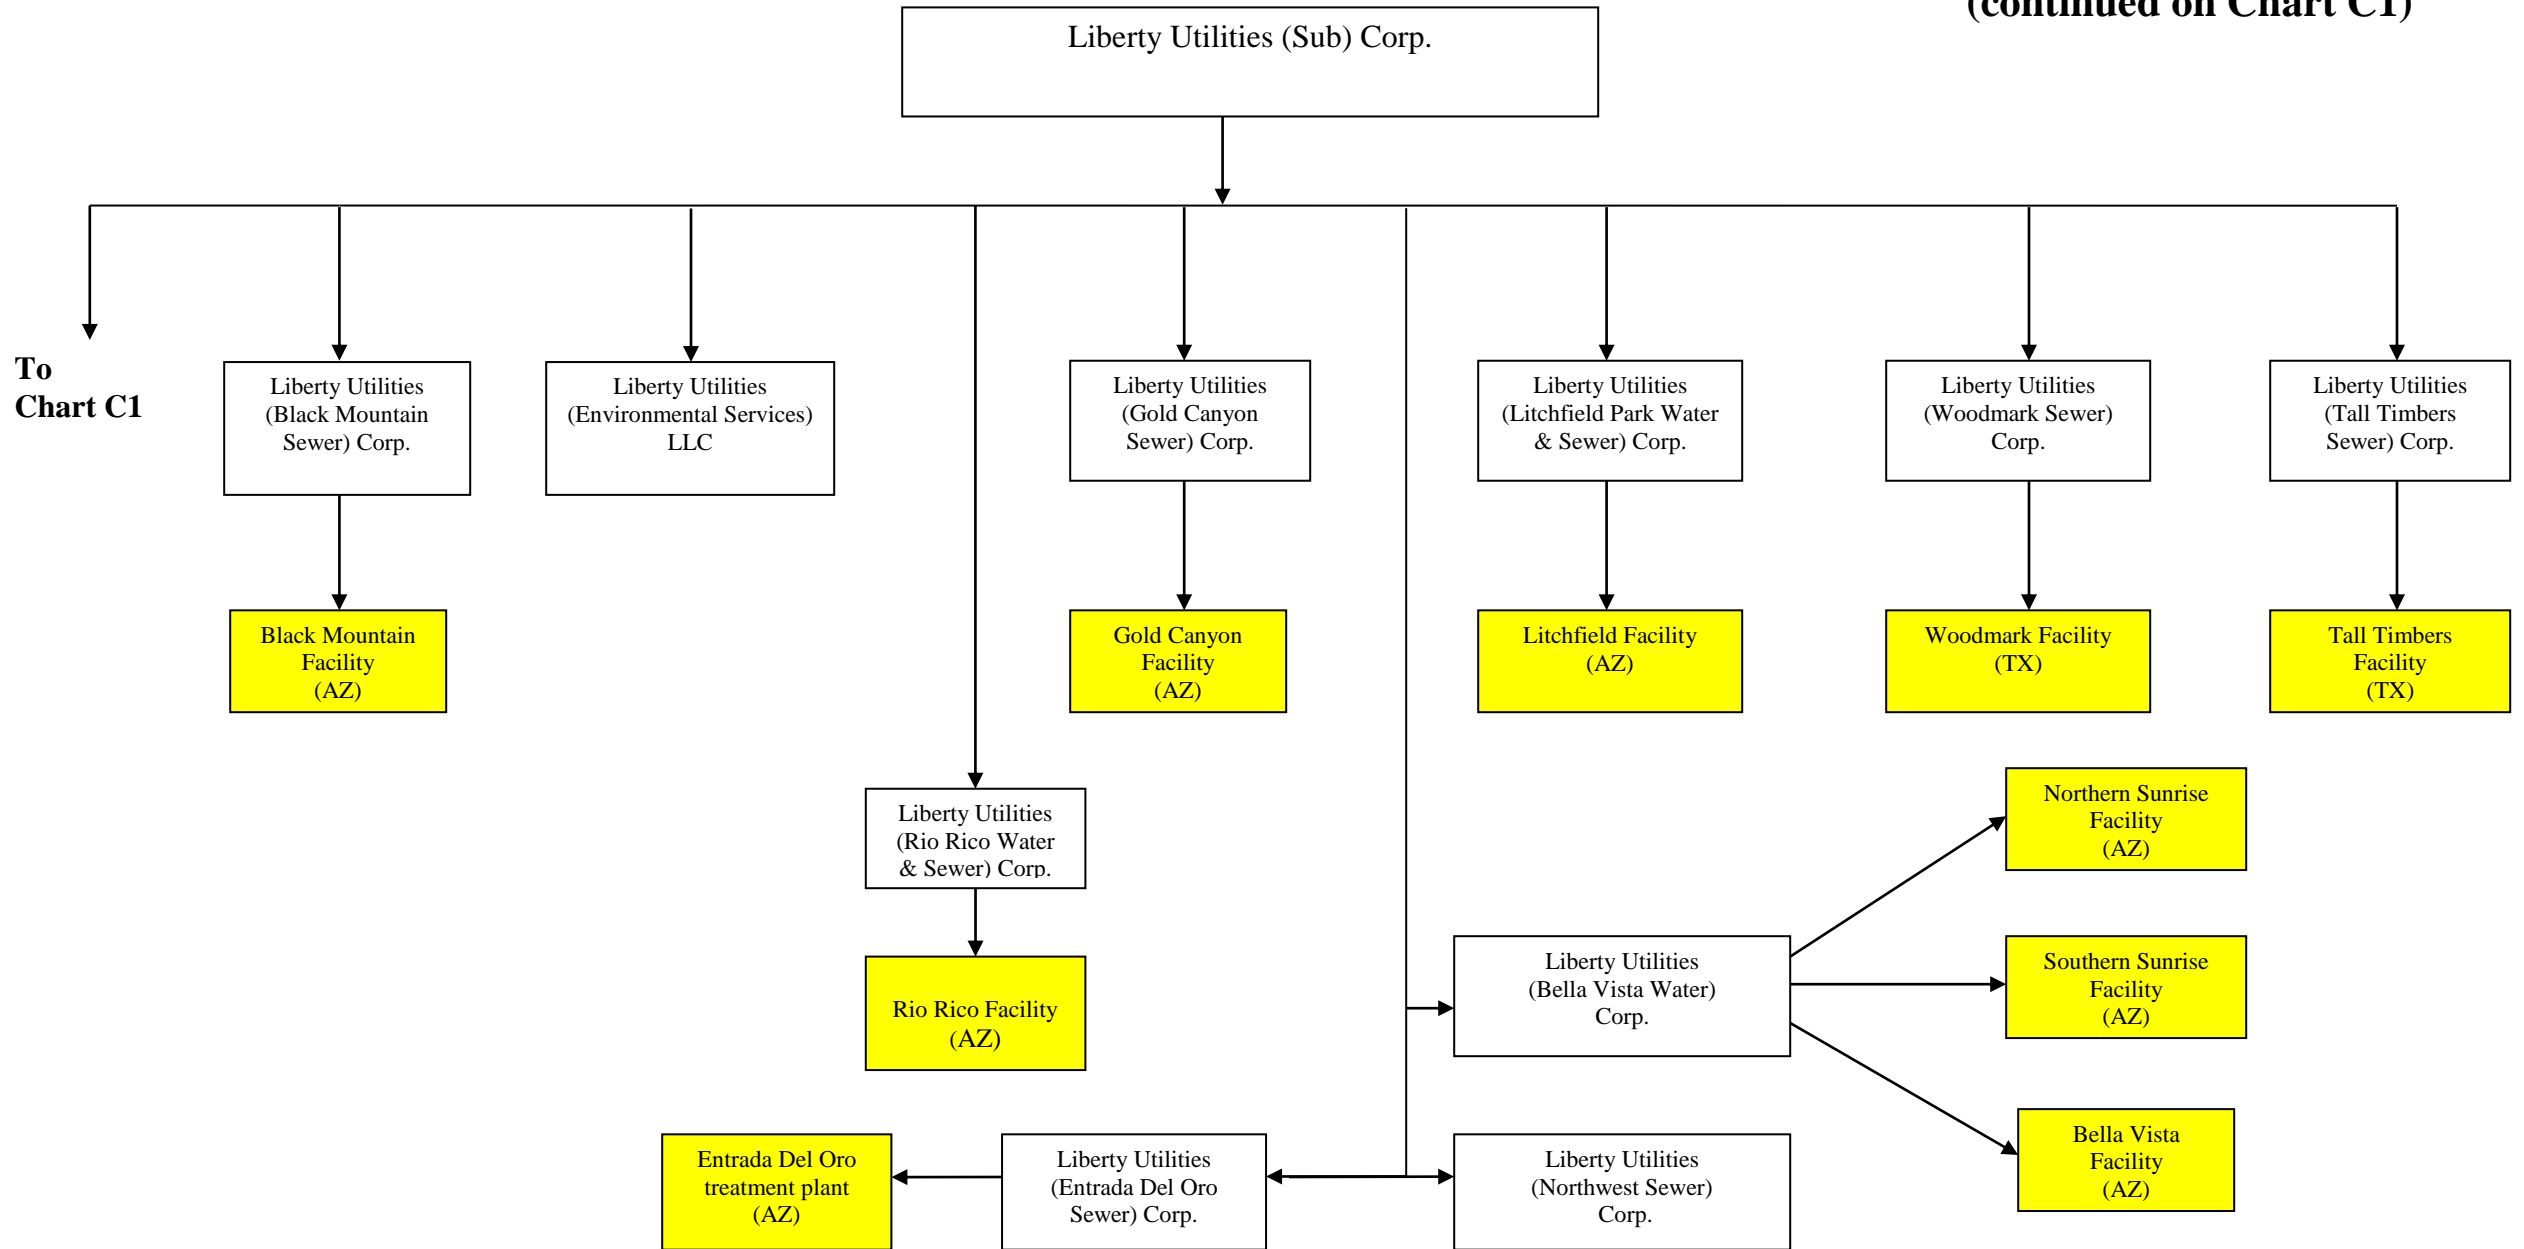 (continued on Chart C1)
Liberty Utilities (Sub) Corp.
To
Chart C1
Liberty Utilities
(Black Mountain
Sewer) Corp.
Liberty Utilities
(Environmental Services)
LLC
Liberty Utilities
(Gold Canyon
Sewer) Corp.
Liberty Utilities
(Litchfield Park Water
& Sewer) Corp.
Liberty Utilities
(Woodmark Sewer)
Corp.
Liberty Utilities
(Tall Timbers
Sewer) Corp.
Black Mountain
Facility
(AZ)
Gold Canyon
Facility
(AZ)
Litchfield Facility
(AZ)
Woodmark Facility
(TX)
Tall Timbers
Facility
(TX)
Liberty Utilities
(Rio Rico Water
& Sewer) Corp.
Northern Sunrise
Facility
(AZ)
Rio Rico Facility
(AZ)
Liberty Utilities
(Bella Vista Water)
Corp.
Southern Sunrise
Facility
(AZ)
Entrada Del Oro
treatment plant
(AZ)
Liberty Utilities
(Entrada Del Oro
Sewer) Corp.
Liberty Utilities
(Northwest Sewer)
Corp.
Bella Vista
Facility
(AZ)